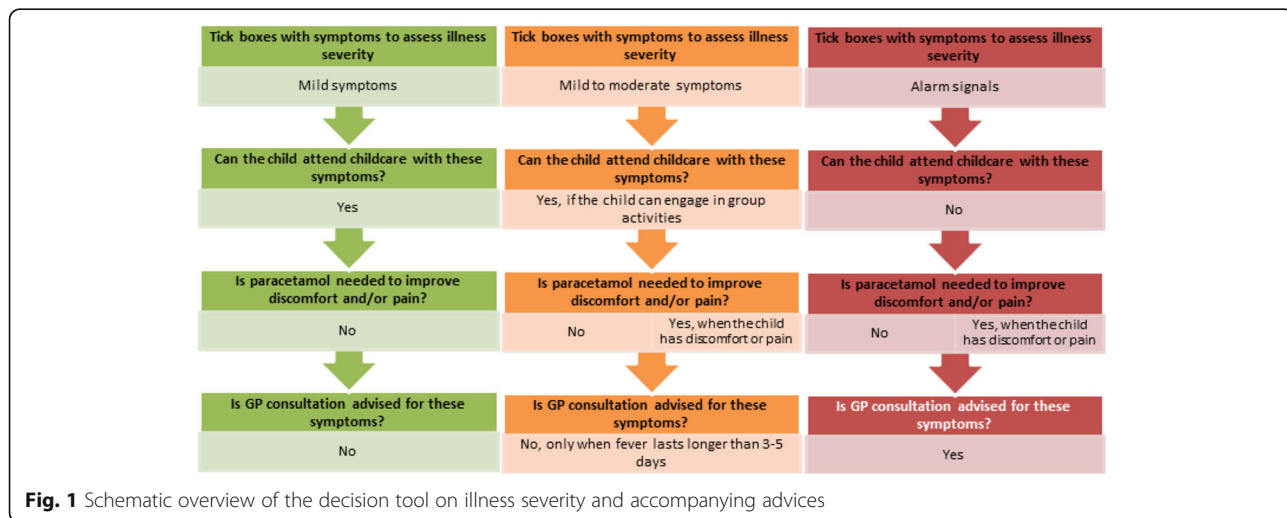 Tick boxes with symptoms to assess illness
severity
Mild symptoms
Can the child attend childcare with these
symptoms?
Yes
Is paracetamol needed to improve
discomfort and/or pain?
No
Is GP consultation advised for these
symptoms?
No
Tick boxes with symptoms to assess illness
severity
Mild to moderate symptoms
Can the child attend childcare with these
symptoms?
Yes, if the child can engage in group
activities
Is paracetamol needed to improve
discomfort and/or pain?
No
Yes, when the child
has discomfort or pain
Is GP consultation advised for these
symptoms?
No, only when fever lasts longer than 3-5
days
Tick boxes with symptoms to assess illness
severity
Alarm signals
Can the child attend childcare with these
symptoms?
No
Is paracetamol needed to improve
discomfort and/or pain?
No
Yes, when the child
has discomfort or pain
Is GP consultation advised for these
symptoms?
Yes
Fig. 1 Schematic overview of the decision tool on illness severity and accompanying advices